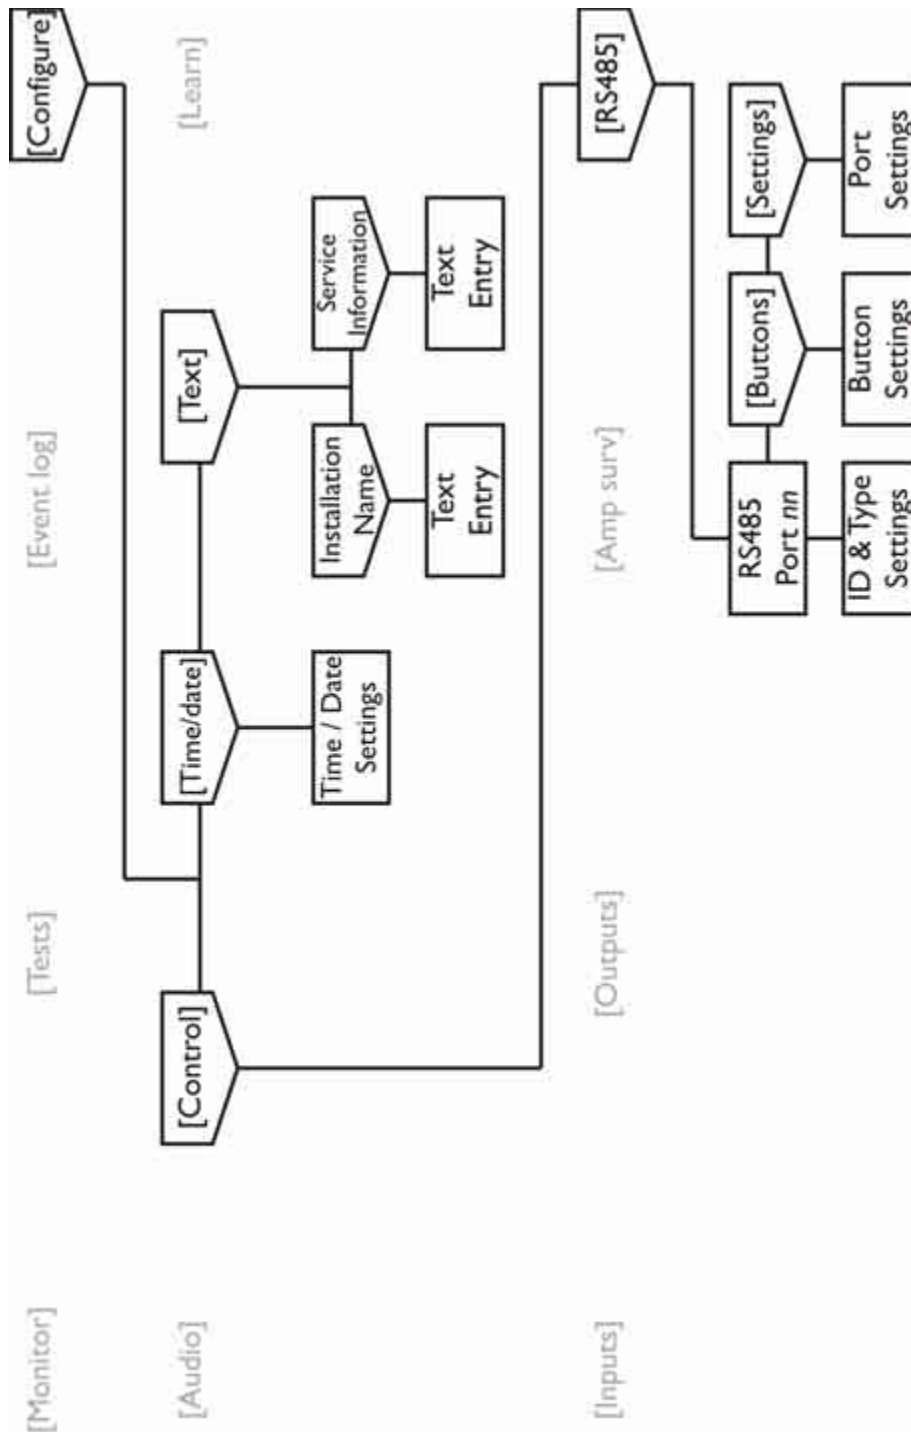 [Monitor]
[Tests]
[Event log]
[Configure]
[Audio]
[Control]
[Time/date]
[Text]
[Learn]
Time / Date
Settings
Installation
Name
Service
Information
Text
Entry
Text
Entry
[Inputs]
[Outputs]
[Amp surv]
[RS485]
RS485
Port nn
[Buttons]
[Settings]
ID & Type
Settings
Button
Settings
Port
Settings